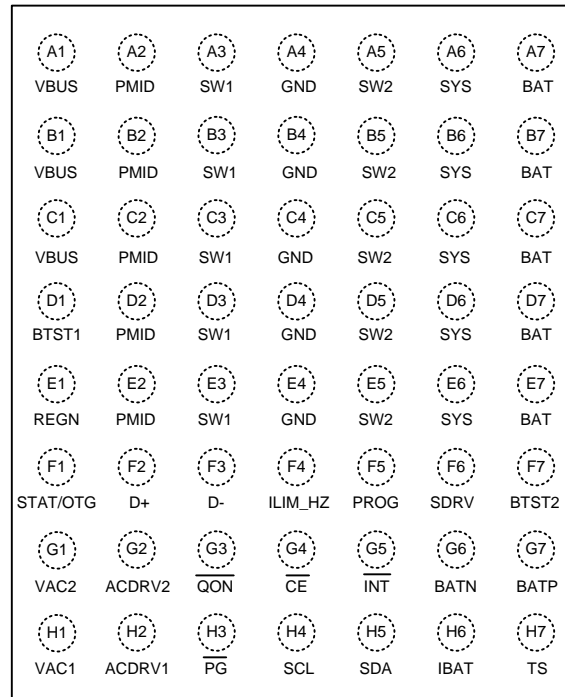 A1 A2 A3 A4 A5 A6 A7
VBUS PMID SW1 GND SW2 SYS BAT
B1 B2 B3 B4 B5 B6 B7
VBUS PMID SW1 GND SW2 SYS BAT
C1 C2 C3 C4 C5 C6 C7
VBUS PMID SW1 GND SW2 SYS BAT
D1 D2 D3 D4 D5 D6 D7
BTST1 PMID SW1 GND SW2 SYS BAT
E1 E2 E3 E4 E5 E6 E7
REGN PMID SW1 GND SW2 SYS BAT
F1 F2 F3 F4 F5 F6 F7
STAT/OTG D+ D- ILIM_HZ PROG SDRV BTST2
G1 G2 G3 G4 G5 G6 G7
VAC2 ACDRV2 Q̅O̅N̅ C̅E̅ I̅N̅T̅ BATN BATP
H1 H2 H3 H4 H5 H6 H7
VAC1 ACDRV1 P̅G̅ SCL SDA IBAT TS